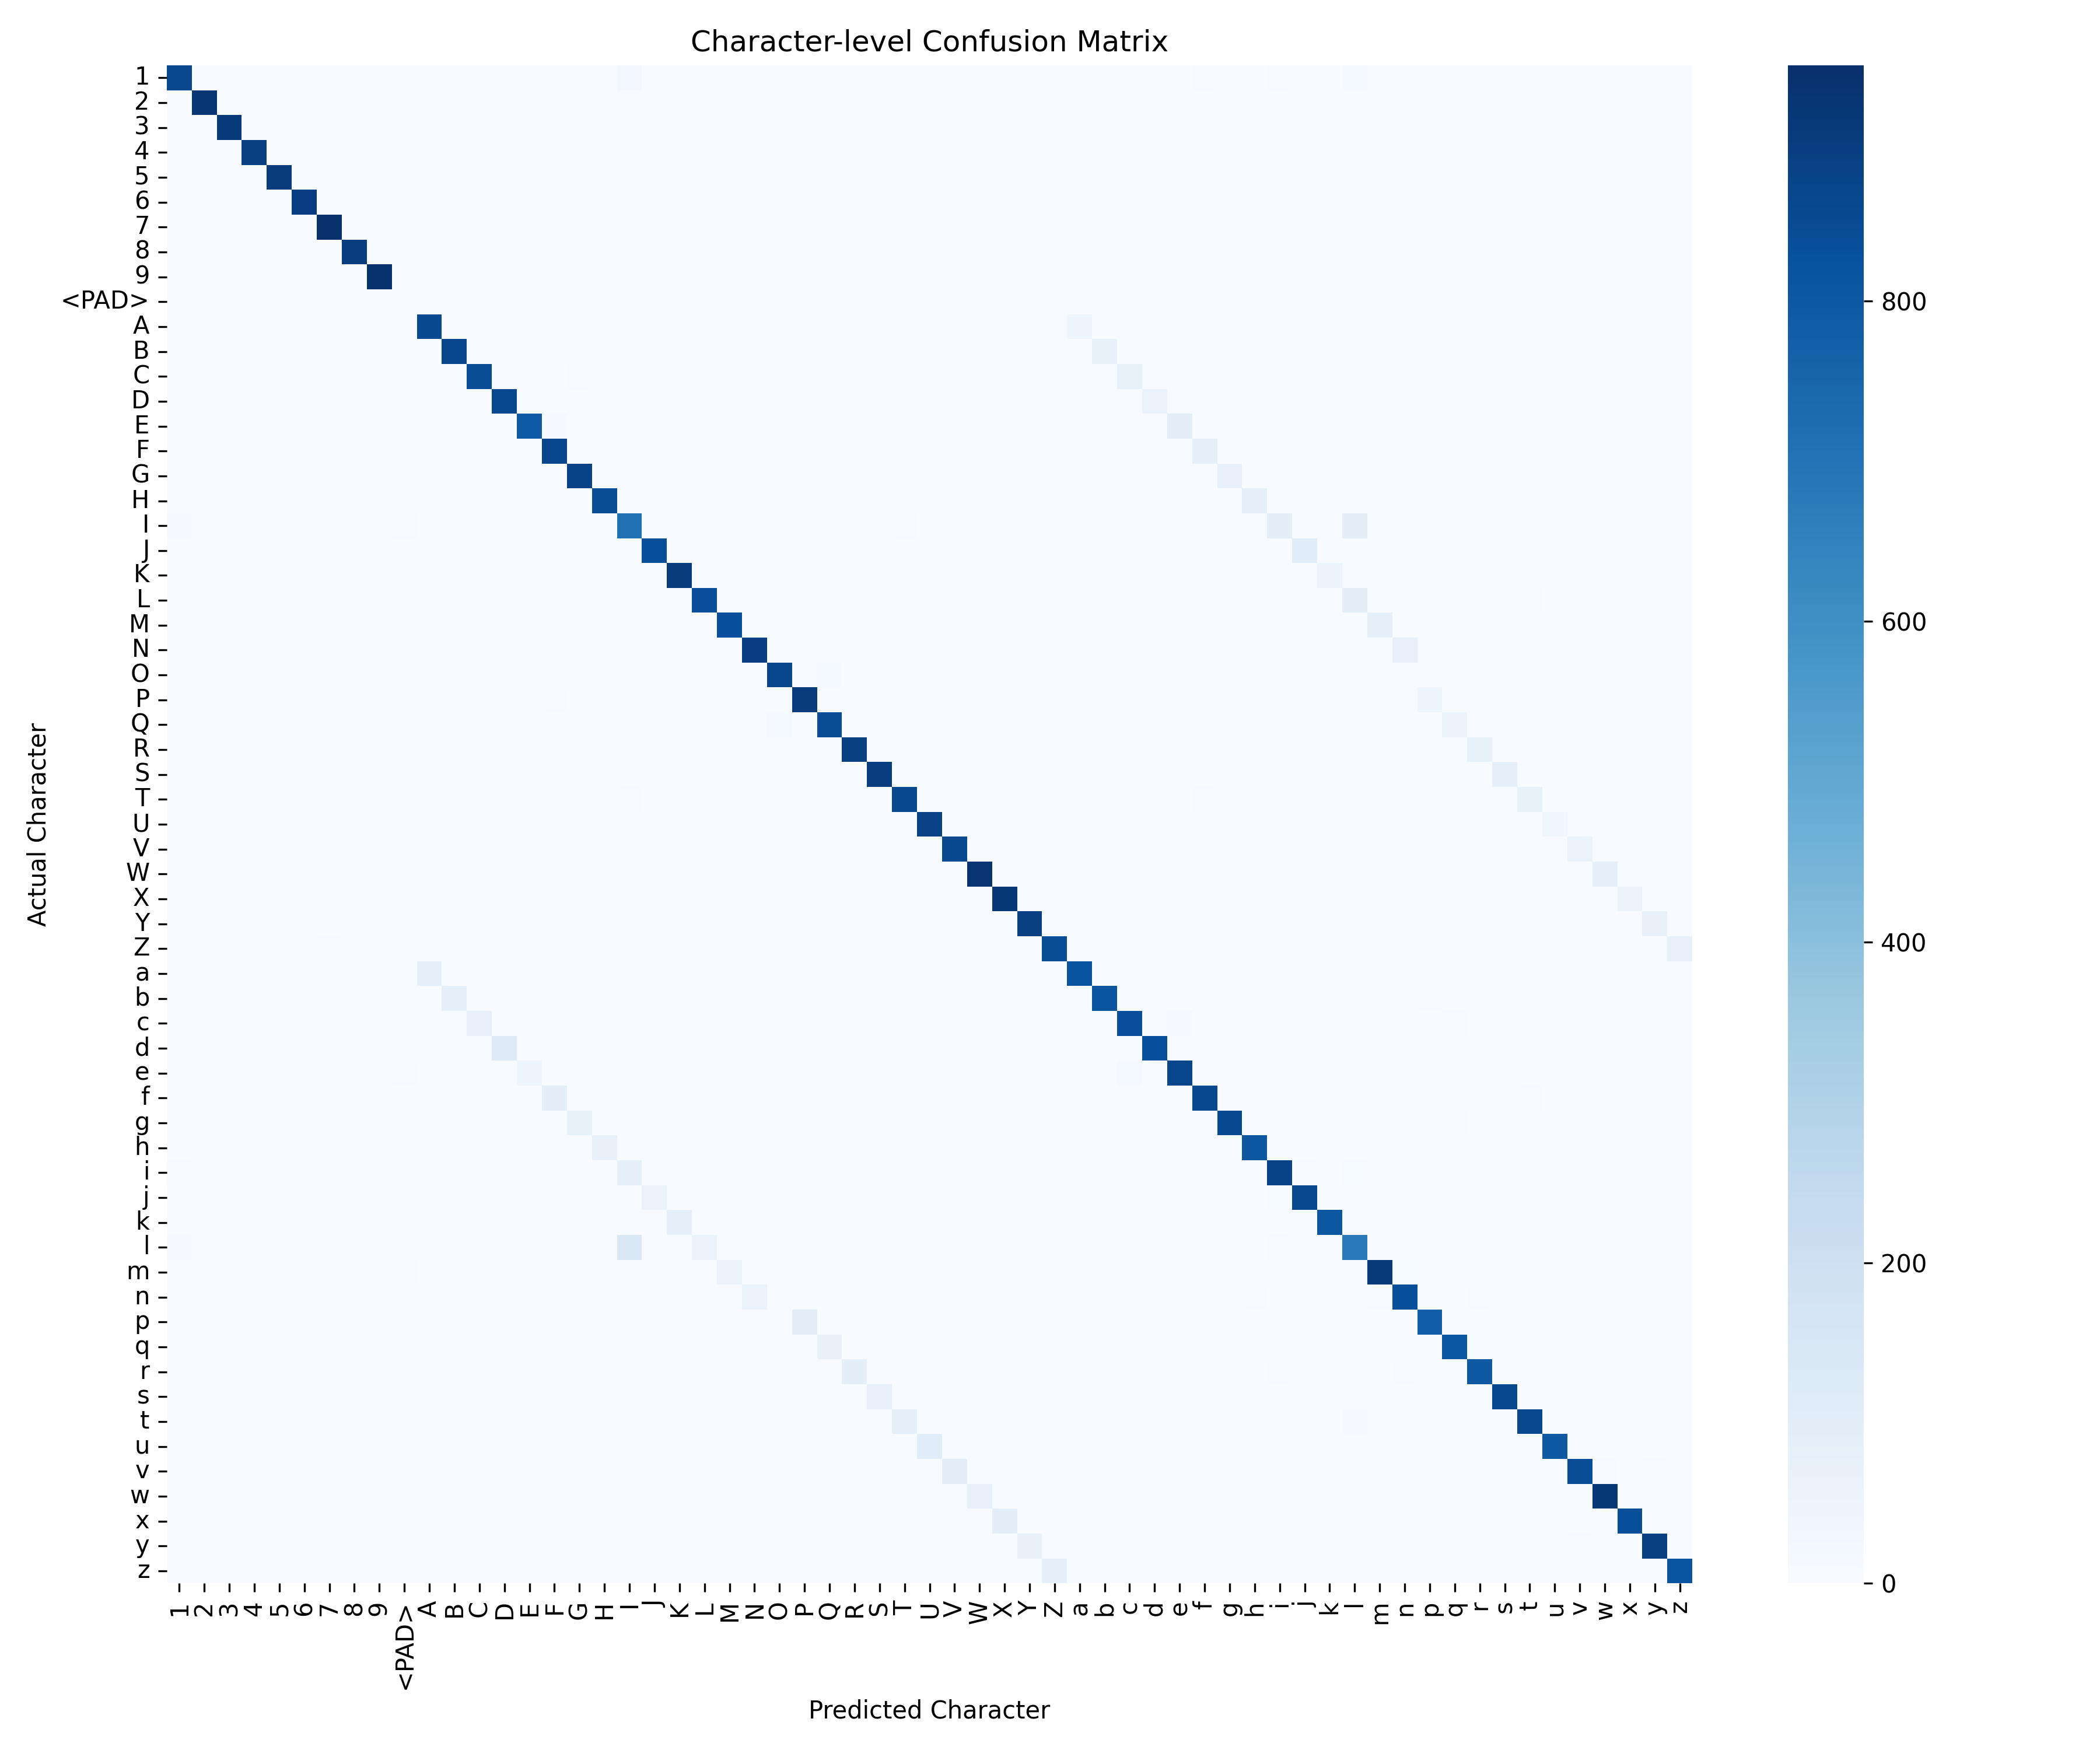 Character-level Confusion Matrix
Actual Character
1
2
3
4
5
6
7
8
9
<PAD>
A
B
C
D
E
F
G
H
I
J
K
L
M
N
O
P
Q
R
S
T
U
V
W
X
Y
Z
a
b
c
d
e
f
g
h
i
j
k
l
m
n
p
q
r
s
t
u
v
w
x
y
z
1 2 3 4 5 6 7 8 9 <PAD> A B C D E F G H I J K L M N O P Q R S T U V W X Y Z a b c d e f g h i j k l m n p q r s t u v w x y z
Predicted Character
800
600
400
200
0